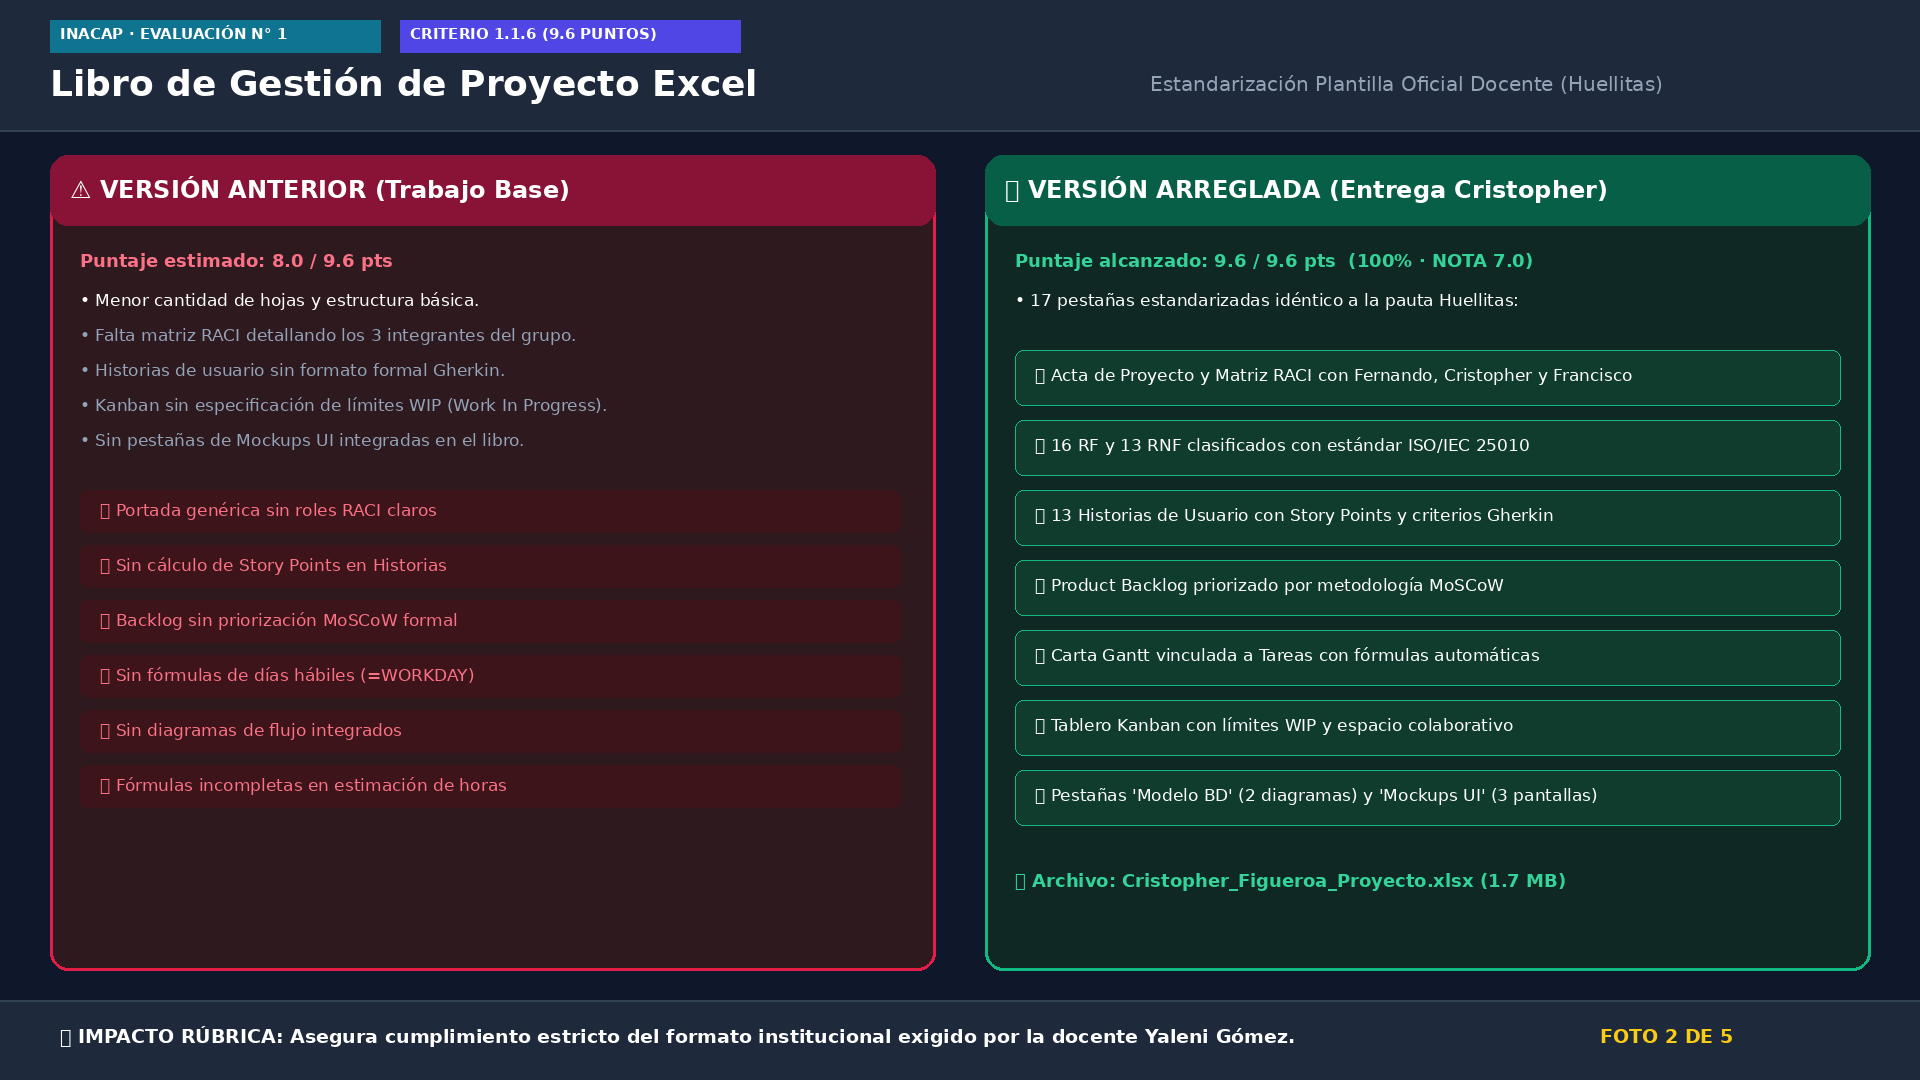 INACAP · EVALUACIÓN N° 1
CRITERIO 1.1.6 (9.6 PUNTOS)
Libro de Gestión de Proyecto Excel
Estandarización Plantilla Oficial Docente (Huellitas)
⚠ VERSIÓN ANTERIOR (Trabajo Base)
Puntaje estimado: 8.0 / 9.6 pts
• Menor cantidad de hojas y estructura básica.
• Falta matriz RACI detallando los 3 integrantes del grupo.
• Historias de usuario sin formato formal Gherkin.
• Kanban sin especificación de límites WIP (Work In Progress).
• Sin pestañas de Mockups UI integradas en el libro.
Portada genérica sin roles RACI claros
Sin cálculo de Story Points en Historias
Backlog sin priorización MoSCoW formal
Sin fórmulas de días hábiles (=WORKDAY)
Sin diagramas de flujo integrados
Fórmulas incompletas en estimación de horas
VERSIÓN ARREGLADA (Entrega Cristopher)
Puntaje alcanzado: 9.6 / 9.6 pts (100% · NOTA 7.0)
• 17 pestañas estandarizadas idéntico a la pauta Huellitas:
Acta de Proyecto y Matriz RACI con Fernando, Cristopher y Francisco
16 RF y 13 RNF clasificados con estándar ISO/IEC 25010
13 Historias de Usuario con Story Points y criterios Gherkin
Product Backlog priorizado por metodología MoSCoW
Carta Gantt vinculada a Tareas con fórmulas automáticas
Tablero Kanban con límites WIP y espacio colaborativo
Pestañas 'Modelo BD' (2 diagramas) y 'Mockups UI' (3 pantallas)
Archivo: Cristopher_Figueroa_Proyecto.xlsx (1.7 MB)
IMPACTO RÚBRICA: Asegura cumplimiento estricto del formato institucional exigido por la docente Yaleni Gómez.
FOTO 2 DE 5